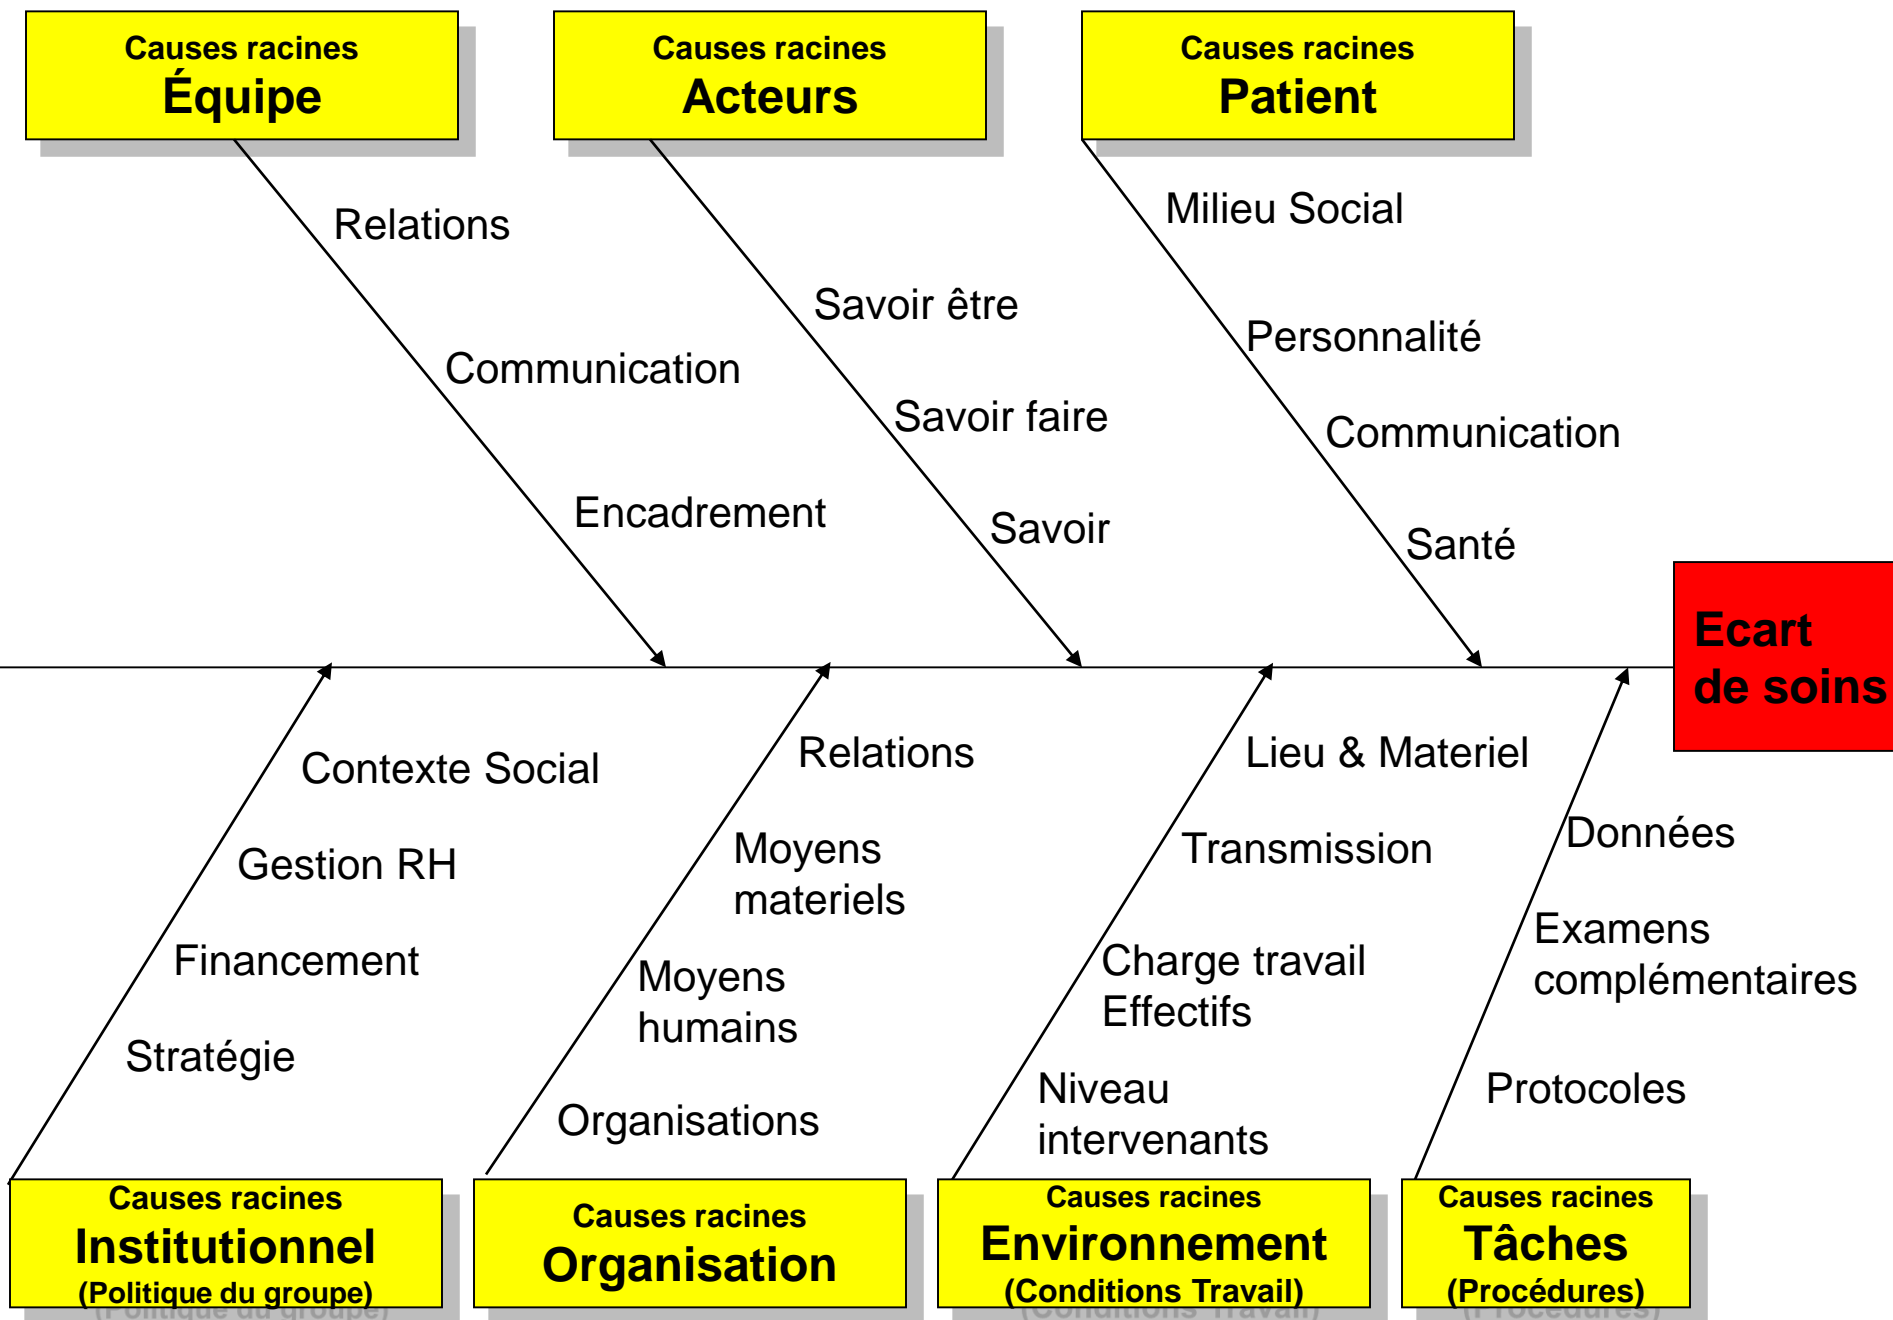 Causes racines
Équipe
Causes racines
Acteurs
Causes racines
Patient
Relations
Communication
Encadrement
Savoir être
Savoir faire
Savoir
Milieu Social
Personnalité
Communication
Santé
Ecart
de soins
Contexte Social
Gestion RH
Financement
Stratégie
Relations
Moyens
materiels
Moyens
humains
Organisations
Lieu & Materiel
Transmission
Charge travail
Effectifs
Niveau
intervenants
Données
Examens
complémentaires
Protocoles
Causes racines
Institutionnel
(Politique du groupe)
Causes racines
Organisation
Causes racines
Environnement
(Conditions Travail)
Causes racines
Tâches
(Procédures)